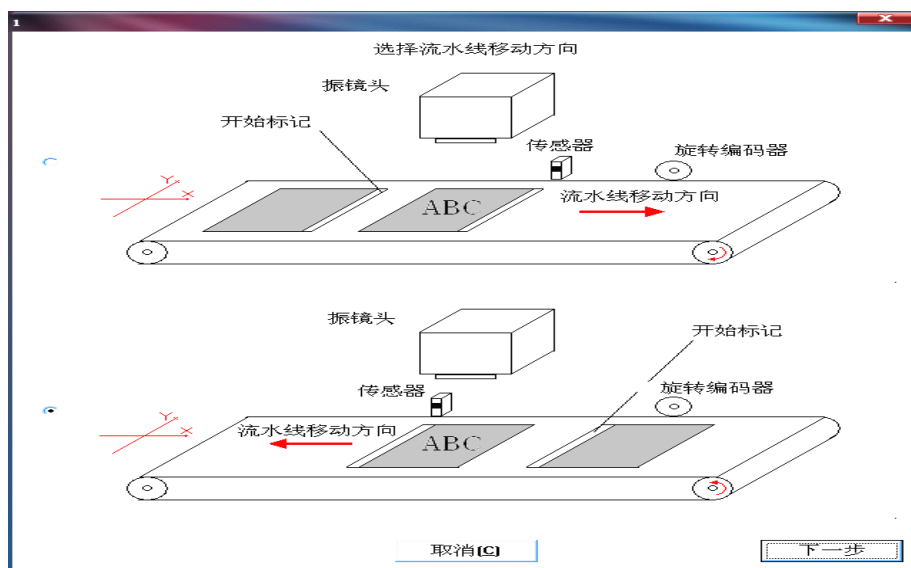 1
选择流水线移动方向
振镜头
开始标记
传感器
旋转编码器
Y
X
ABC
流水线移动方向
振镜头
开始标记
传感器
旋转编码器
Y
X
流水线移动方向
ABC
取消(C)
下一步